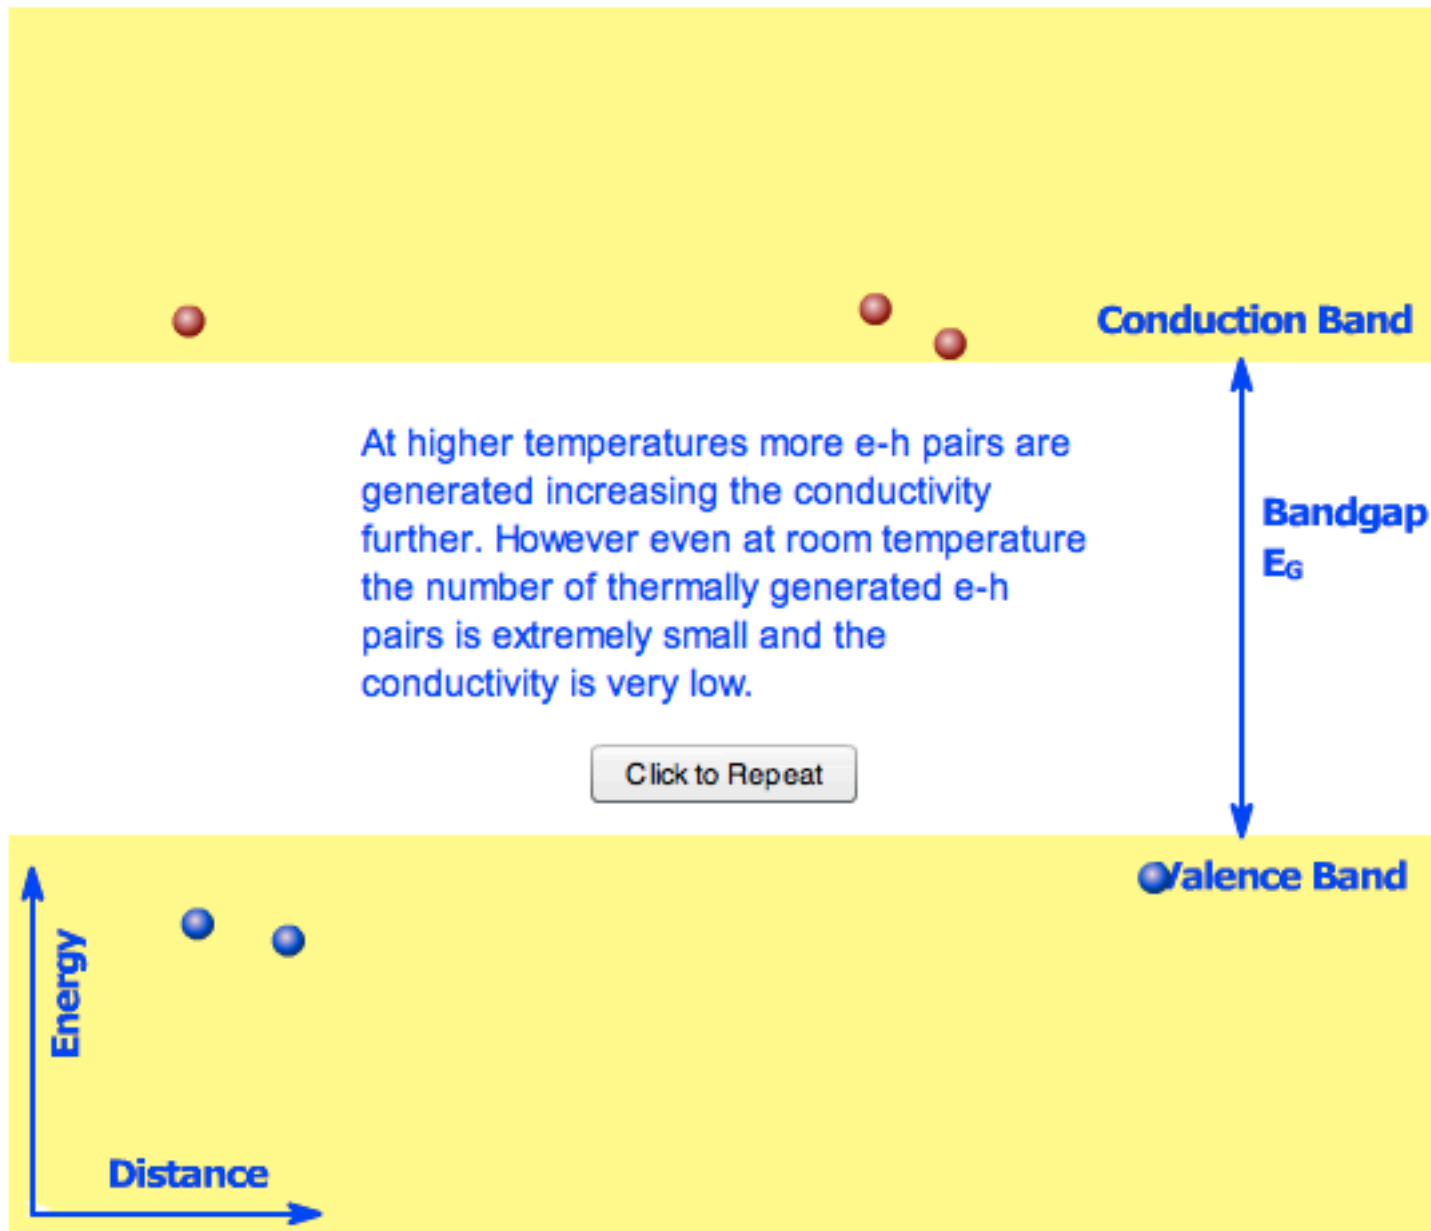 Conduction Band
At higher temperatures more e-h pairs are
generated increasing the conductivity
further. However even at room temperature
the number of thermally generated e-h
pairs is extremely small and the
conductivity is very low.
Bandgap
EG
Click to Repeat
Valence Band
Energy
Distance